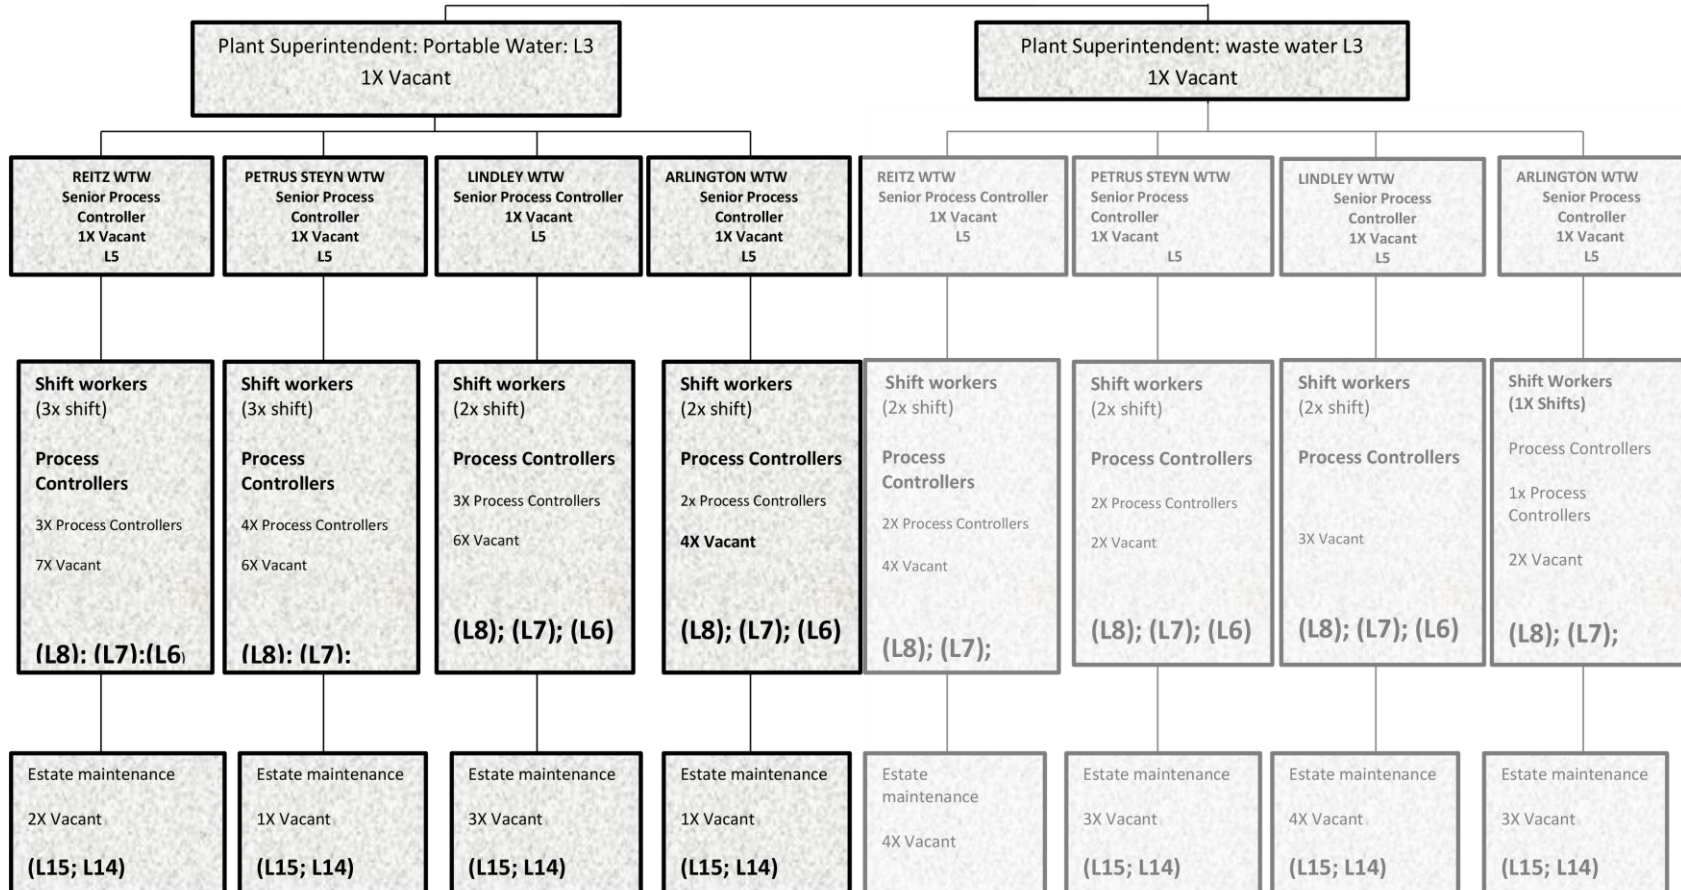 Plant Superintendent: Portable Water: L3
1X Vacant
Plant Superintendent: waste water L3
1X Vacant
REITZ WTW
Senior Process
Controller
1X Vacant
L5
PETRUS STEYN WTW
Senior Process
Controller
1X Vacant
L5
LINDLEY WTW
Senior Process Controller
1X Vacant
L5
ARLINGTON WTW
Senior Process
Controller
1X Vacant
L5
REITZ WTW
Senior Process Controller
1X Vacant
L5
PETRUS STEYN WTW
Senior Process
Controller
1X Vacant
L5
LINDLEY WTW
Senior Process
Controller
1X Vacant
L5
ARLINGTON WTW
Senior Process
Controller
1X Vacant
L5
Shift workers
(3x shift)
Process
Controllers
3X Process Controllers
7X Vacant
(L8); (L7);(L6)
Shift workers
(3x shift)
Process
Controllers
4X Process Controllers
6X Vacant
(L8); (L7);
Shift workers
(2x shift)
Process Controllers
3X Process Controllers
6X Vacant
(L8); (L7); (L6)
Shift workers
(2x shift)
Process Controllers
2x Process Controllers
4X Vacant
(L8); (L7); (L6)
Shift workers
(2x shift)
Process
Controllers
2X Process Controllers
4X Vacant
(L8); (L7);
Shift workers
(2x shift)
Process Controllers
2X Process Controllers
2X Vacant
(L8); (L7); (L6)
Shift workers
(2x shift)
Process Controllers
3X Vacant
(L8); (L7); (L6)
Shift Workers
(1X Shifts)
Process Controllers
1x Process
Controllers
2X Vacant
(L8); (L7);
Estate maintenance
2X Vacant
(L15; L14)
Estate maintenance
1X Vacant
(L15; L14)
Estate maintenance
3X Vacant
(L15; L14)
Estate maintenance
1X Vacant
(L15; L14)
Estate
maintenance
4X Vacant
Estate maintenance
3X Vacant
(L15; L14)
Estate maintenance
4X Vacant
(L15; L14)
Estate maintenance
3X Vacant
(L15; L14)